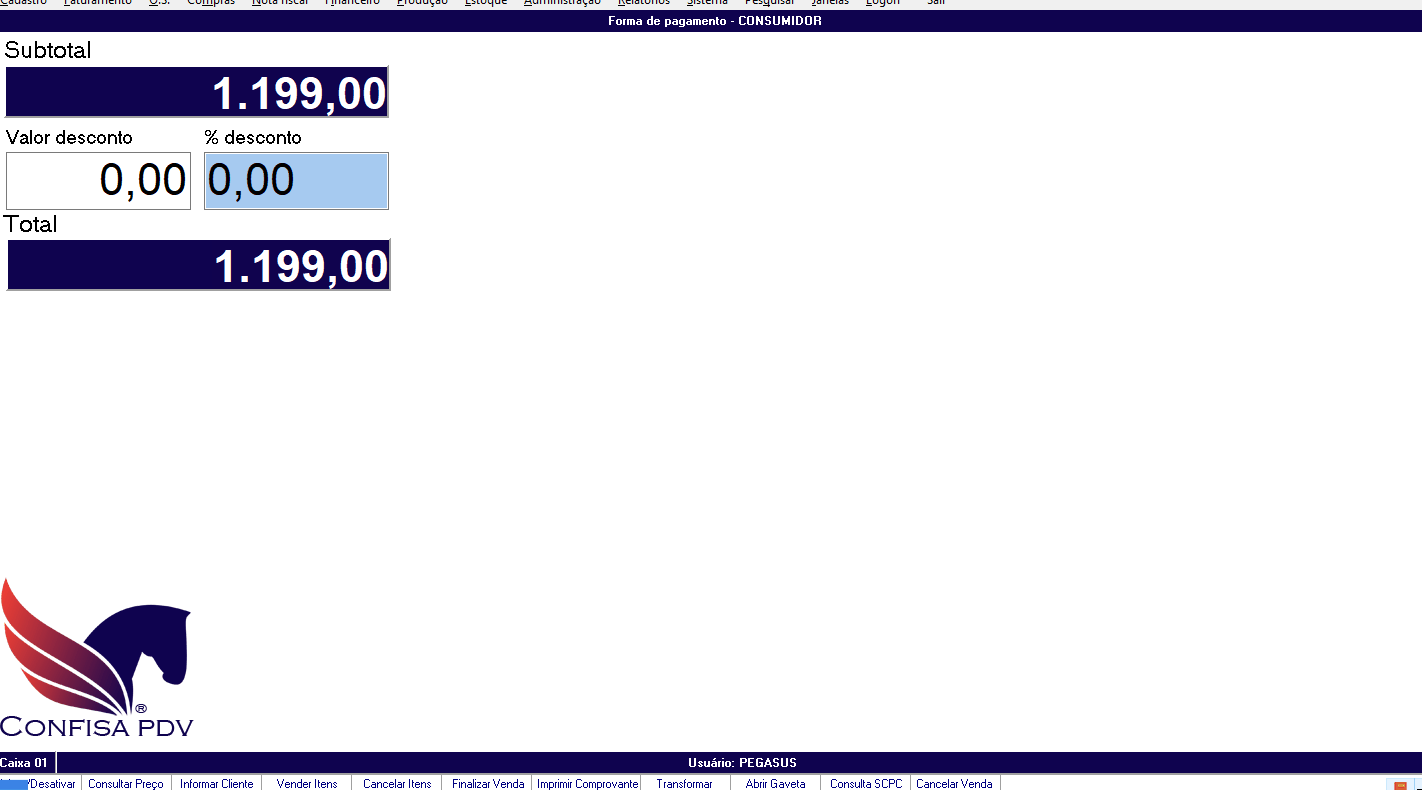 Cadastro Faturamento O.S. Compras Nota fiscal Financeiro Produção Estoque Administração Relatórios Sistema Pesquisar Janelas Logon Sair
Forma de pagamento - CONSUMIDOR
Subtotal
1.199,00
Valor desconto % desconto
0,00 0,00
Total
1.199,00
®
CONFISA PDV
Caixa 01 Usuário: PEGASUS
/Desativar Consultar Preço Informar Cliente Vender Itens Cancelar Itens Finalizar Venda Imprimir Comprovante Transformar Abrir Gaveta Consulta SCPC Cancelar Venda